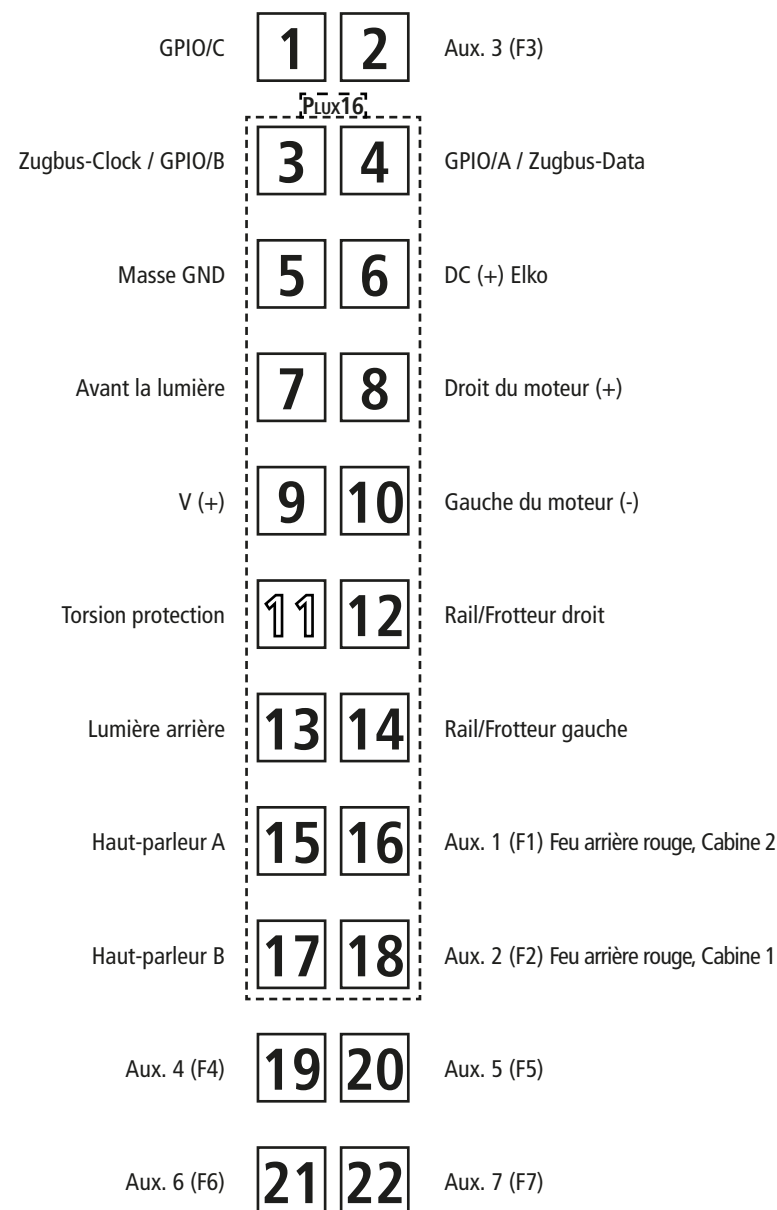 GPIO/C 1 2 Aux. 3 (F3)
PLUX16
Zugbus-Clock / GPIO/B 3 4 GPIO/A / Zugbus-Data
Masse GND 5 6 DC (+) Elko
Avant la lumière 7 8 Droit du moteur (+)
V (+) 9 10 Gauche du moteur (-)
Torsion protection 11 12 Rail/Frotteur droit
Lumière arrière 13 14 Rail/Frotteur gauche
Haut-parleur A 15 16 Aux. 1 (F1) Feu arrière rouge, Cabine 2
Haut-parleur B 17 18 Aux. 2 (F2) Feu arrière rouge, Cabine 1
Aux. 4 (F4) 19 20 Aux. 5 (F5)
Aux. 6 (F6) 21 22 Aux. 7 (F7)